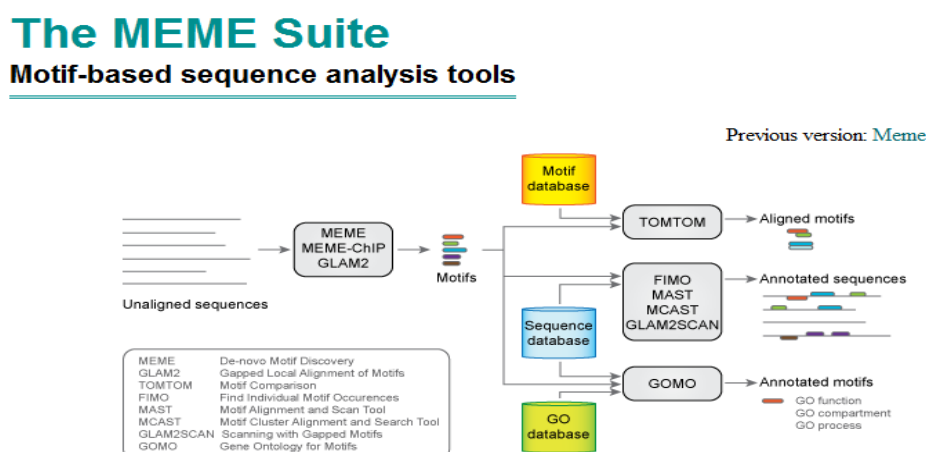 The MEME Suite
Motif-based sequence analysis tools
Previous version: Meme
Motif
database
MEME
MEME-ChIP
GLAM2
Motifs
Unaligned sequences
TOMTOM
Aligned motifs
FIMO
MAST
MCAST
GLAM2SCAN
Annotated sequences
Sequence
database
GOMO
Annotated motifs
GO function
GO compartment
GO process
GO
database
MEME De-novo Motif Discovery
GLAM2 Gapped Local Alignment of Motifs
TOMTOM Motif Comparison
FIMO Find Individual Motif Occurences
MAST Motif Alignment and Scan Tool
MCAST Motif Cluster Alignment and Search Tool
GLAM2SCAN Scanning with Gapped Motifs
GOMO Gene Ontology for Motifs